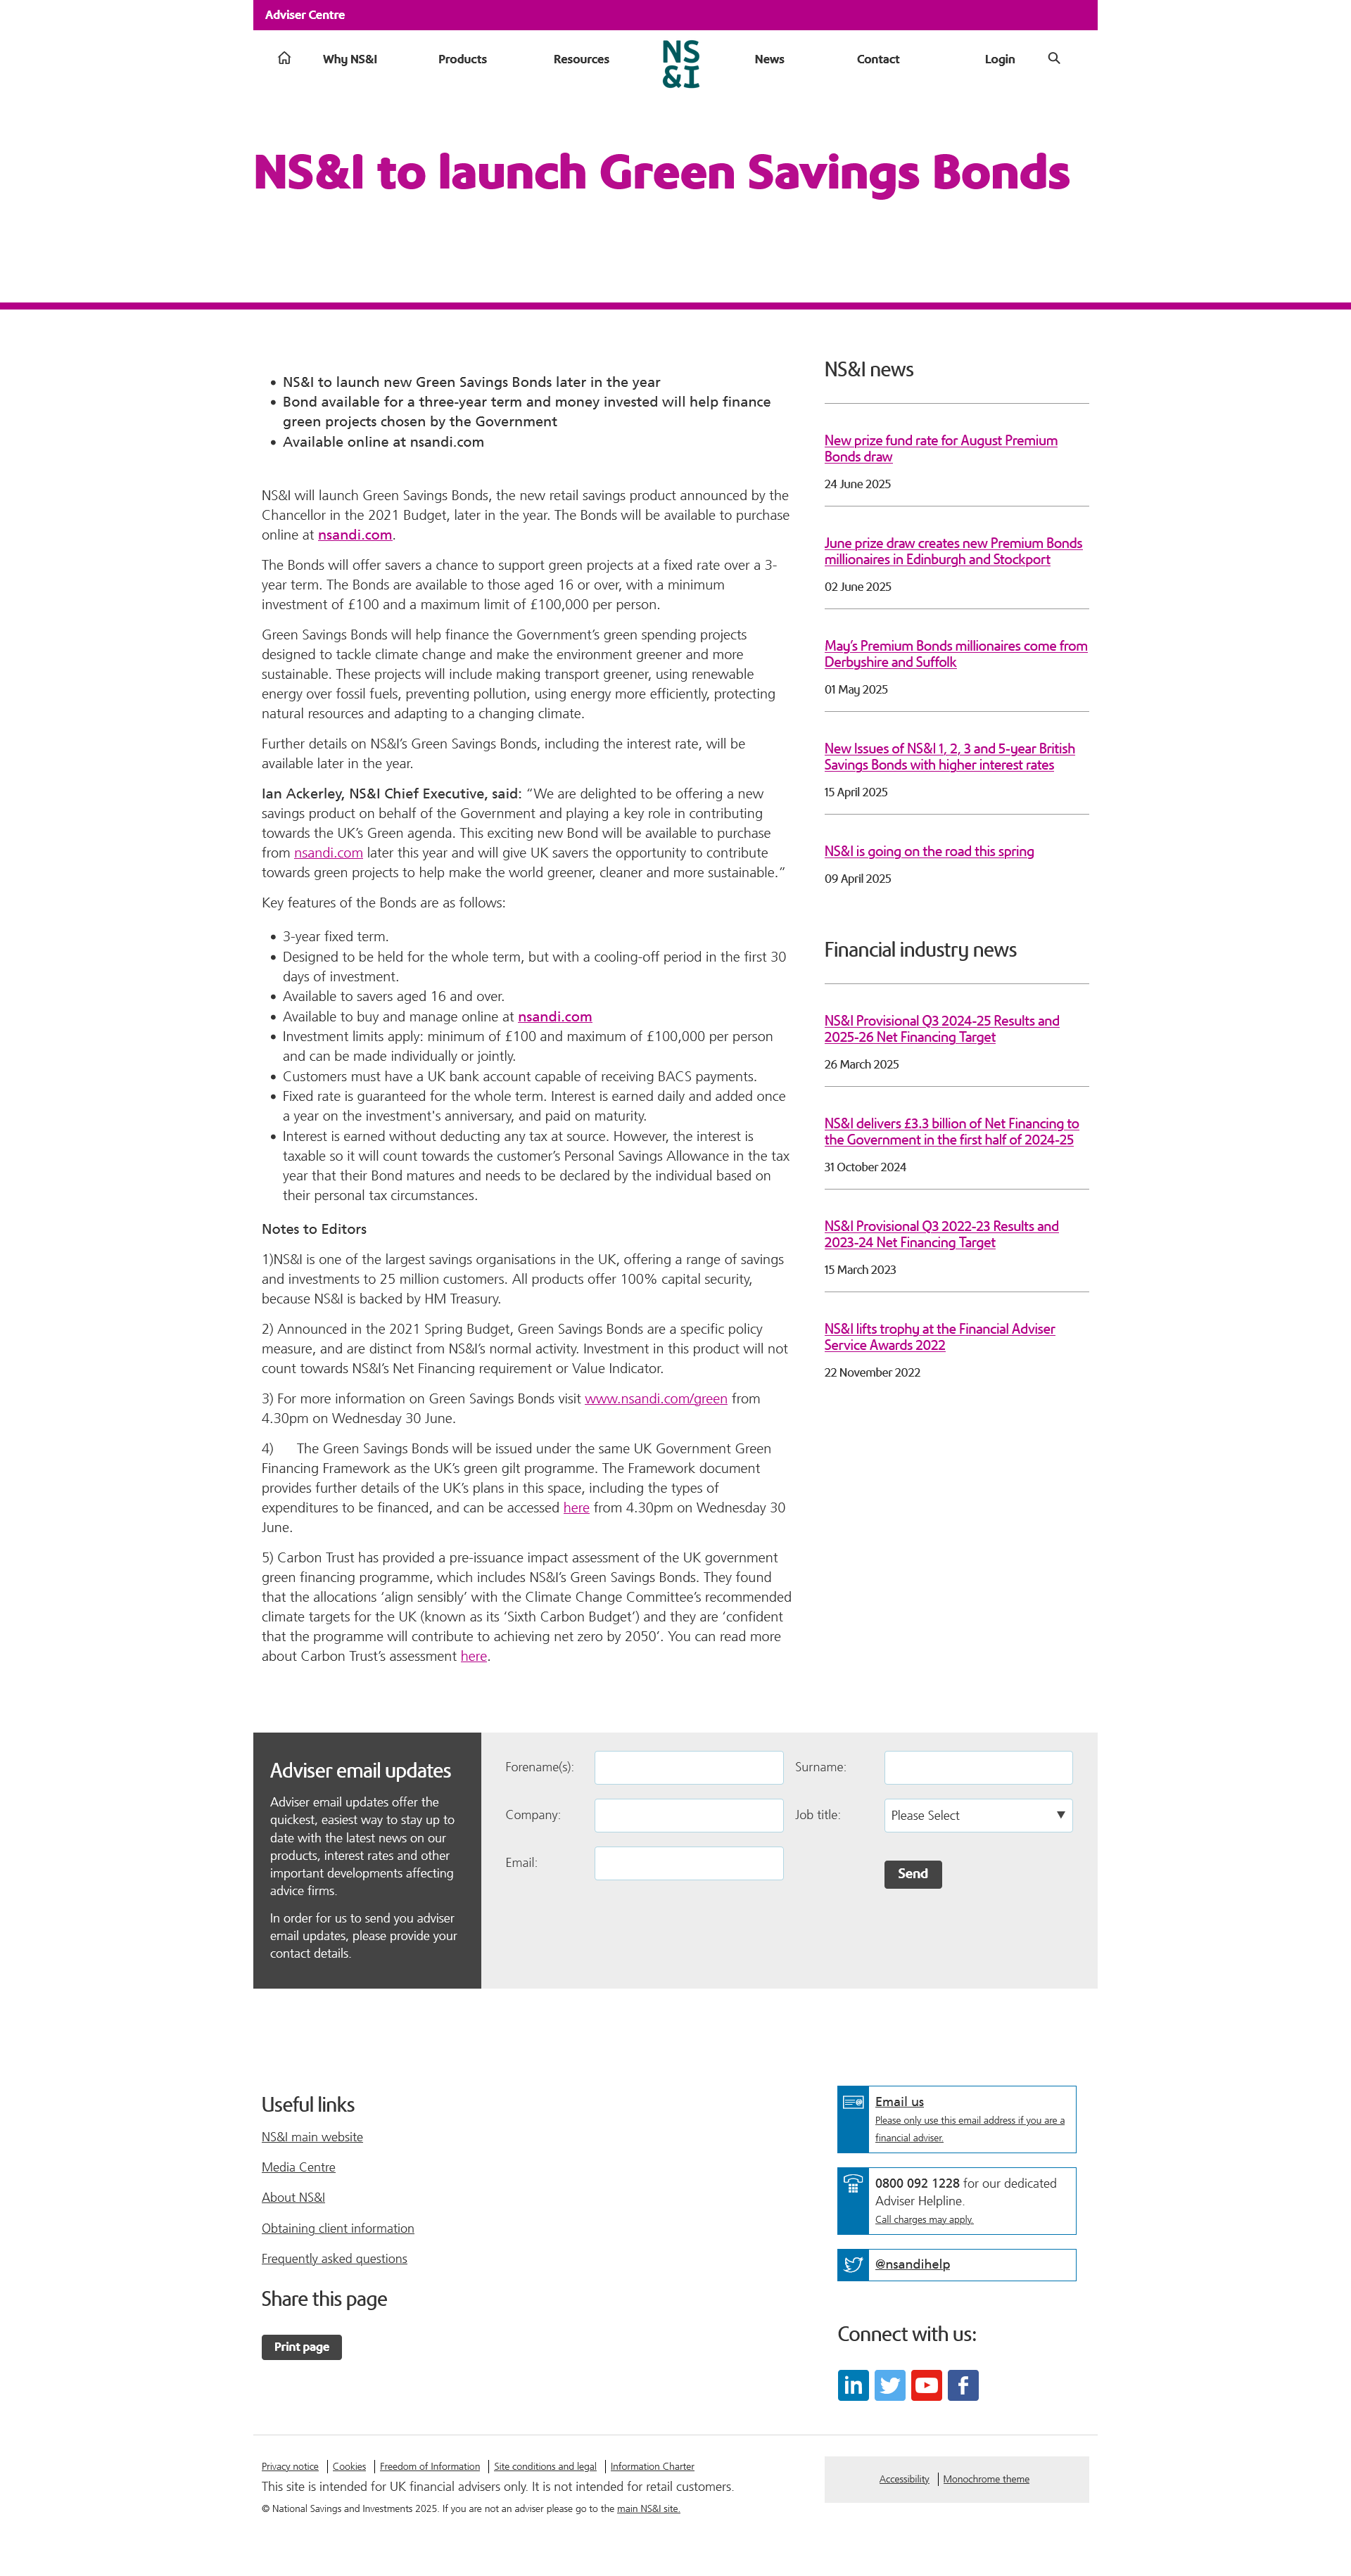 Adviser Centre
Why NS&I
Products
Resources
NS
&I
News
Contact
Login
NS&I to launch Green Savings Bonds
• NS&I to launch new Green Savings Bonds later in the year
• Bond available for a three-year term and money invested will help finance
green projects chosen by the Government
• Available online at nsandi.com
NS&I will launch Green Savings Bonds, the new retail savings product announced by the
Chancellor in the 2021 Budget, later in the year. The Bonds will be available to purchase
online at nsandi.com.
The Bonds will offer savers a chance to support green projects at a fixed rate over a 3-
year term. The Bonds are available to those aged 16 or over, with a minimum
investment of £100 and a maximum limit of £100,000 per person.
Green Savings Bonds will help finance the Government’s green spending projects
designed to tackle climate change and make the environment greener and more
sustainable. These projects will include making transport greener, using renewable
energy over fossil fuels, preventing pollution, using energy more efficiently, protecting
natural resources and adapting to a changing climate.
Further details on NS&I’s Green Savings Bonds, including the interest rate, will be
available later in the year.
Ian Ackerley, NS&I Chief Executive, said: “We are delighted to be offering a new
savings product on behalf of the Government and playing a key role in contributing
towards the UK’s Green agenda. This exciting new Bond will be available to purchase
from nsandi.com later this year and will give UK savers the opportunity to contribute
towards green projects to help make the world greener, cleaner and more sustainable.”
Key features of the Bonds are as follows:
• 3-year fixed term.
• Designed to be held for the whole term, but with a cooling-off period in the first 30
days of investment.
• Available to savers aged 16 and over.
• Available to buy and manage online at nsandi.com
• Investment limits apply: minimum of £100 and maximum of £100,000 per person
and can be made individually or jointly.
• Customers must have a UK bank account capable of receiving BACS payments.
• Fixed rate is guaranteed for the whole term. Interest is earned daily and added once
a year on the investment's anniversary, and paid on maturity.
• Interest is earned without deducting any tax at source. However, the interest is
taxable so it will count towards the customer’s Personal Savings Allowance in the tax
year that their Bond matures and needs to be declared by the individual based on
their personal tax circumstances.
Notes to Editors
1)NS&I is one of the largest savings organisations in the UK, offering a range of savings
and investments to 25 million customers. All products offer 100% capital security,
because NS&I is backed by HM Treasury.
2) Announced in the 2021 Spring Budget, Green Savings Bonds are a specific policy
measure, and are distinct from NS&I’s normal activity. Investment in this product will not
count towards NS&I’s Net Financing requirement or Value Indicator.
3) For more information on Green Savings Bonds visit www.nsandi.com/green from
4.30pm on Wednesday 30 June.
4) The Green Savings Bonds will be issued under the same UK Government Green
Financing Framework as the UK’s green gilt programme. The Framework document
provides further details of the UK’s plans in this space, including the types of
expenditures to be financed, and can be accessed here from 4.30pm on Wednesday 30
June.
5) Carbon Trust has provided a pre-issuance impact assessment of the UK government
green financing programme, which includes NS&I’s Green Savings Bonds. They found
that the allocations ‘align sensibly’ with the Climate Change Committee’s recommended
climate targets for the UK (known as its ‘Sixth Carbon Budget’) and they are ‘confident
that the programme will contribute to achieving net zero by 2050’. You can read more
about Carbon Trust’s assessment here.
NS&I news
New prize fund rate for August Premium
Bonds draw
24 June 2025
June prize draw creates new Premium Bonds
millionaires in Edinburgh and Stockport
02 June 2025
May’s Premium Bonds millionaires come from
Derbyshire and Suffolk
01 May 2025
New Issues of NS&I 1, 2, 3 and 5-year British
Savings Bonds with higher interest rates
15 April 2025
NS&I is going on the road this spring
09 April 2025
Financial industry news
NS&I Provisional Q3 2024-25 Results and
2025-26 Net Financing Target
26 March 2025
NS&I delivers £3.3 billion of Net Financing to
the Government in the first half of 2024-25
31 October 2024
NS&I Provisional Q3 2022-23 Results and
2023-24 Net Financing Target
15 March 2023
NS&I lifts trophy at the Financial Adviser
Service Awards 2022
22 November 2022
Adviser email updates
Adviser email updates offer the
quickest, easiest way to stay up to
date with the latest news on our
products, interest rates and other
important developments affecting
advice firms.
In order for us to send you adviser
email updates, please provide your
contact details.
Forename(s):
Surname:
Company:
Job title:
Please Select
Email:
Send
Useful links
NS&I main website
Media Centre
About NS&I
Obtaining client information
Frequently asked questions
Share this page
Print page
Email us
Please only use this email address if you are a
financial adviser.
0800 092 1228 for our dedicated
Adviser Helpline.
Call charges may apply.
@nsandihelp
Connect with us:
Privacy notice | Cookies | Freedom of Information | Site conditions and legal | Information Charter
This site is intended for UK financial advisers only. It is not intended for retail customers.
© National Savings and Investments 2025. If you are not an adviser please go to the main NS&I site.
Accessibility | Monochrome theme